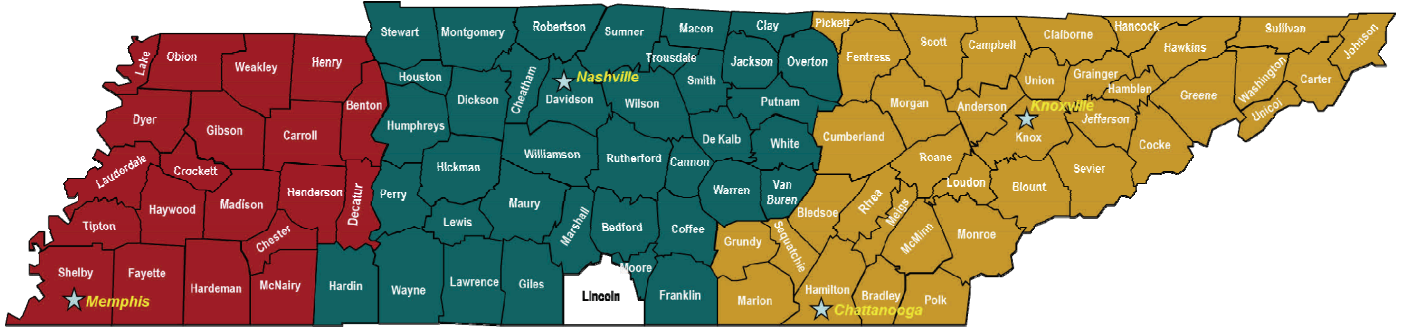 Lake
Obion
Weakley
Henry
Benton
Dyer
Gibson
Carroll
Lauderdale
Crockett
Haywood
Madison
Henderson
Decatur
Tipton
Chester
Shelby
Memphis
Fayette
Hardeman
McNairy
Stewart
Montgomery
Robertson
Sumner
Macon
Clay
Trousdale
Houston
Dickson
Cheatham
Nashville
Davidson
Wilson
Smith
Jackson
Overton
Putnam
Humphreys
Hickman
Williamson
Rutherford
De Kalb
Cannon
White
Perry
Lewis
Maury
Marshall
Bedford
Coffee
Warren
Van
Buren
Hardin
Wayne
Lawrence
Giles
Lincoln
Moore
Franklin
Pickett
Fentress
Scott
Campbell
Claiborne
Hancock
Hawkins
Sullivan
Johnson
Morgan
Anderson
Union
Grainger
Hamblen
Knoxville
Knox
Jefferson
Greene
Washington
Unicoi
Carter
Cumberland
Roane
Loudon
Blount
Sevier
Cocke
Bledsoe
Rhea
Meigs
McMinn
Monroe
Grundy
Sequatchie
Marion
Hamilton
Chattanooga
Bradley
Polk